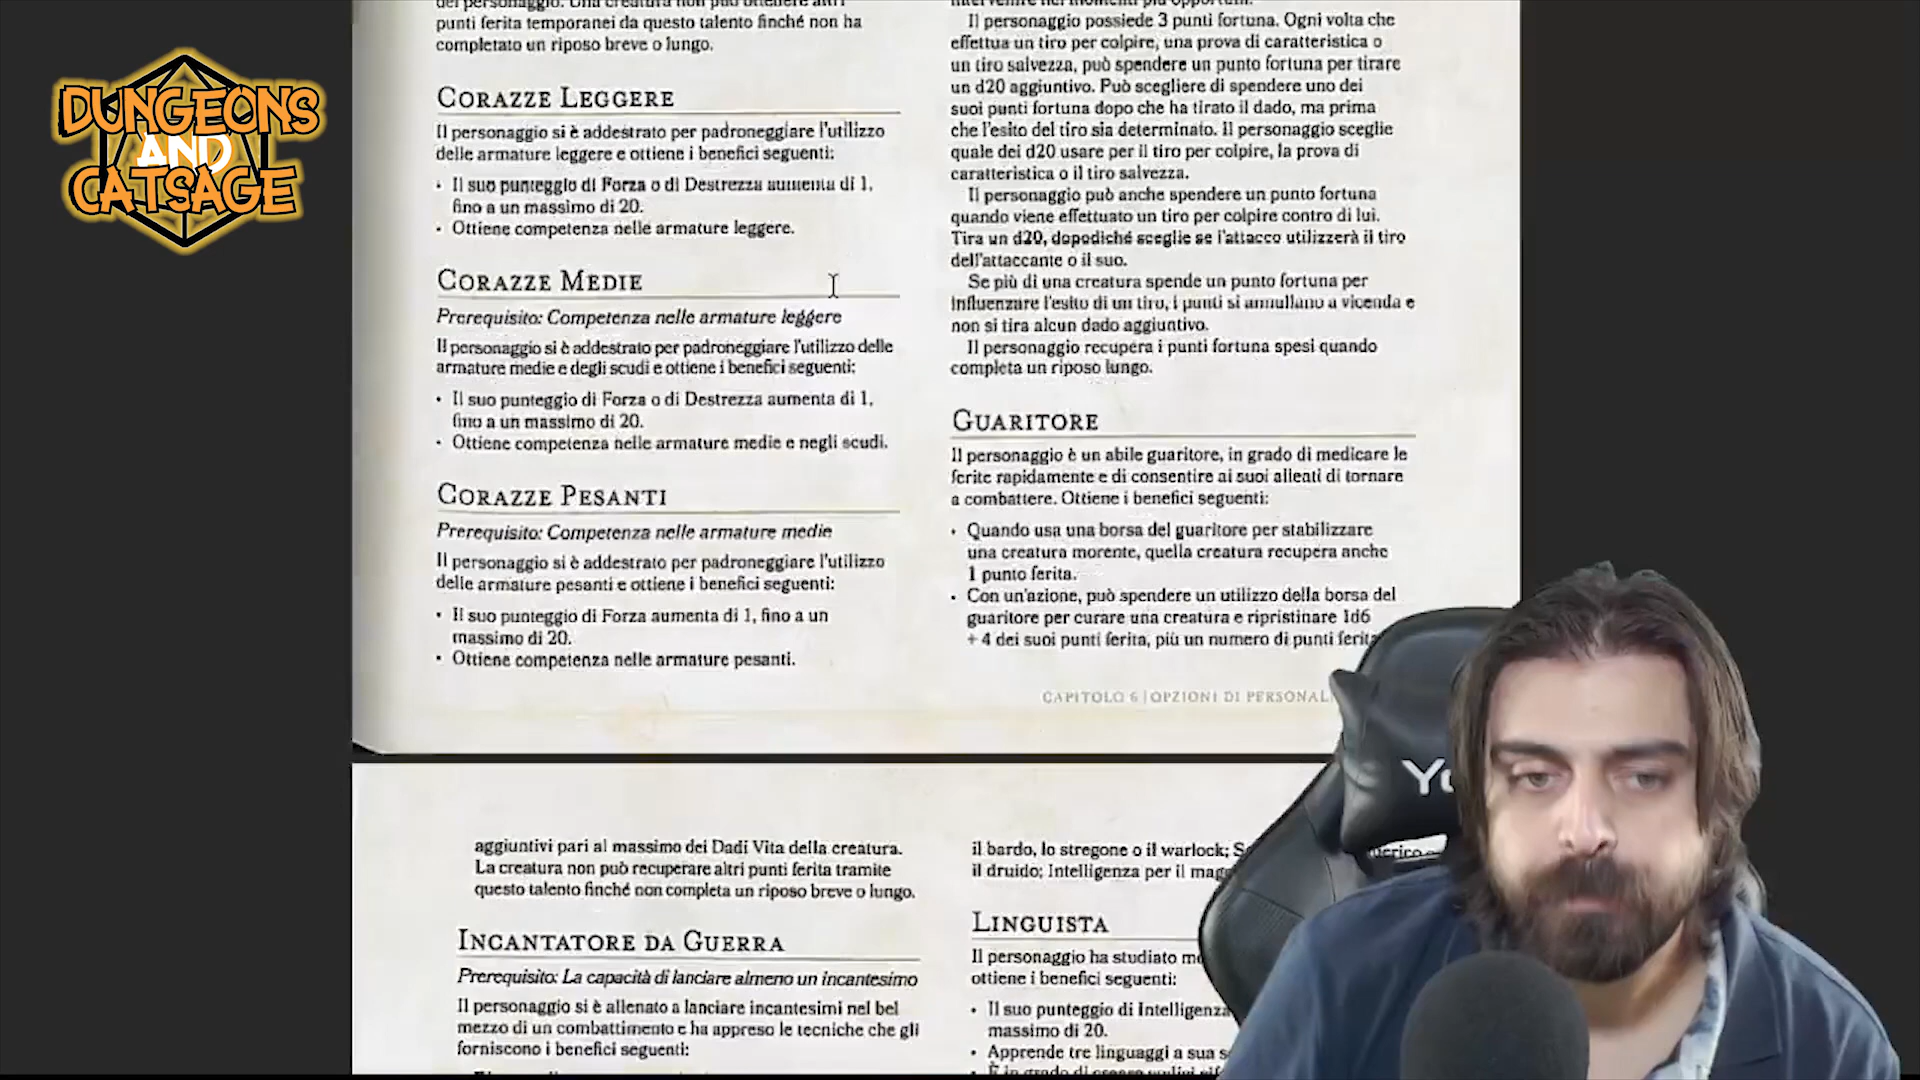 DUNGEONS
AND
CATSAGE
punti ferita temporanei da questo talento finché non ha
completato un riposo breve o lungo.
CORAZZE LEGGERE
Il personaggio si è addestrato per padroneggiare l'utilizzo
delle armature leggere e ottiene i benefici seguenti:
• Il suo punteggio di Forza o di Destrezza aumenta di 1,
fino a un massimo di 20.
• Ottiene competenza nelle armature leggere.
CORAZZE MEDIE
Prerequisito: Competenza nelle armature leggere
Il personaggio si è addestrato per padroneggiare l'utilizzo delle
armature medie e degli scudi e ottiene i benefici seguenti:
• Il suo punteggio di Forza o di Destrezza aumenta di 1,
fino a un massimo di 20.
• Ottiene competenza nelle armature medie e negli scudi.
CORAZZE PESANTI
Prerequisito: Competenza nelle armature medie
Il personaggio si è addestrato per padroneggiare l'utilizzo
delle armature pesanti e ottiene i benefici seguenti:
• Il suo punteggio di Forza aumenta di 1, fino a un
massimo di 20.
• Ottiene competenza nelle armature pesanti.
Il personaggio possiede 3 punti fortuna. Ogni volta che
effettua un tiro per colpire, una prova di caratteristica o
un tiro salvezza, può spendere un punto fortuna per tirare
un d20 aggiuntivo. Può scegliere di spendere uno dei
suoi punti fortuna dopo che ha tirato il dado, ma prima
che l'esito del tiro sia determinato. Il personaggio sceglie
quale dei d20 usare per il tiro per colpire, la prova di
caratteristica o il tiro salvezza.
Il personaggio può anche spendere un punto fortuna
quando viene effettuato un tiro per colpire contro di lui.
Tira un d20, dopodiché sceglie se l'attacco utilizzerà il tiro
dell'attaccante o il suo.
Se più di una creatura spende un punto fortuna per
influenzare l'esito di un tiro, i punti si annullano a vicenda e
non si tira alcun dado aggiuntivo.
Il personaggio recupera i punti fortuna spesi quando
completa un riposo lungo.
GUARITORE
Il personaggio è un abile guaritore, in grado di medicare le
ferite rapidamente e di consentire ai suoi alleati di tornare
a combattere. Ottiene i benefici seguenti:
• Quando usa una borsa del guaritore per stabilizzare
una creatura morente, quella creatura recupera anche
1 punto ferita.
• Con un'azione, può spendere un utilizzo della borsa del
guaritore per curare una creatura e ripristinare 1d6
+ 4 dei suoi punti ferita, più un numero di punti ferita
CAPITOLO 6 | OPZIONI DI PERSONAL
aggiuntivi pari al massimo dei Dadi Vita della creatura.
La creatura non può recuperare altri punti ferita tramite
questo talento finché non completa un riposo breve o lungo.
INCANTATORE DA GUERRA
Prerequisito: La capacità di lanciare almeno un incantesimo
Il personaggio si è allenato a lanciare incantesimi nel bel
mezzo di un combattimento e ha appreso le tecniche che gli
forniscono i benefici seguenti:
il bardo, lo stregone o il warlock;
il druido; Intelligenza per il mag
LINGUISTA
Il personaggio ha studiato
ottiene i benefici seguenti:
• Il suo punteggio di Intelligenza
massimo di 20.
• Apprende tre linguaggi a sua